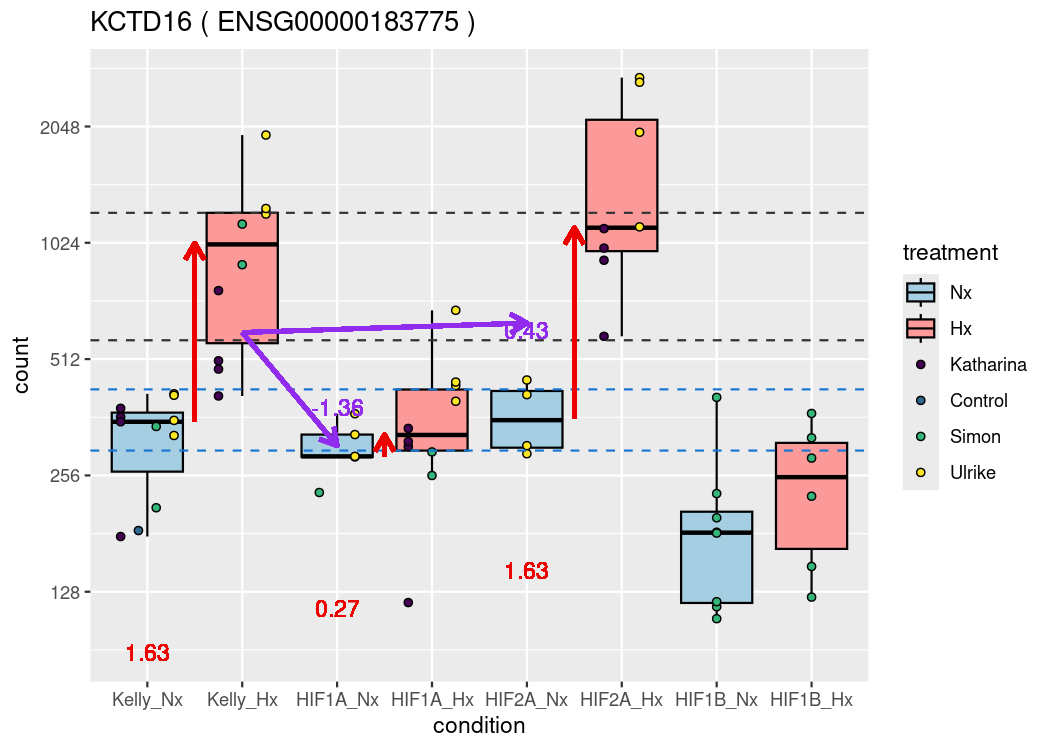 KCTD16 ( ENSG00000183775 )
count
2048
1024
512
256
128
0.43
-1.36
1.63
0.27
1.63
Kelly_Nx
Kelly_Hx
HIF1A_Nx
HIF1A_Hx
HIF2A_Nx
HIF2A_Hx
HIF1B_Nx
HIF1B_Hx
condition
treatment
Nx
Hx
Katharina
Control
Simon
Ulrike